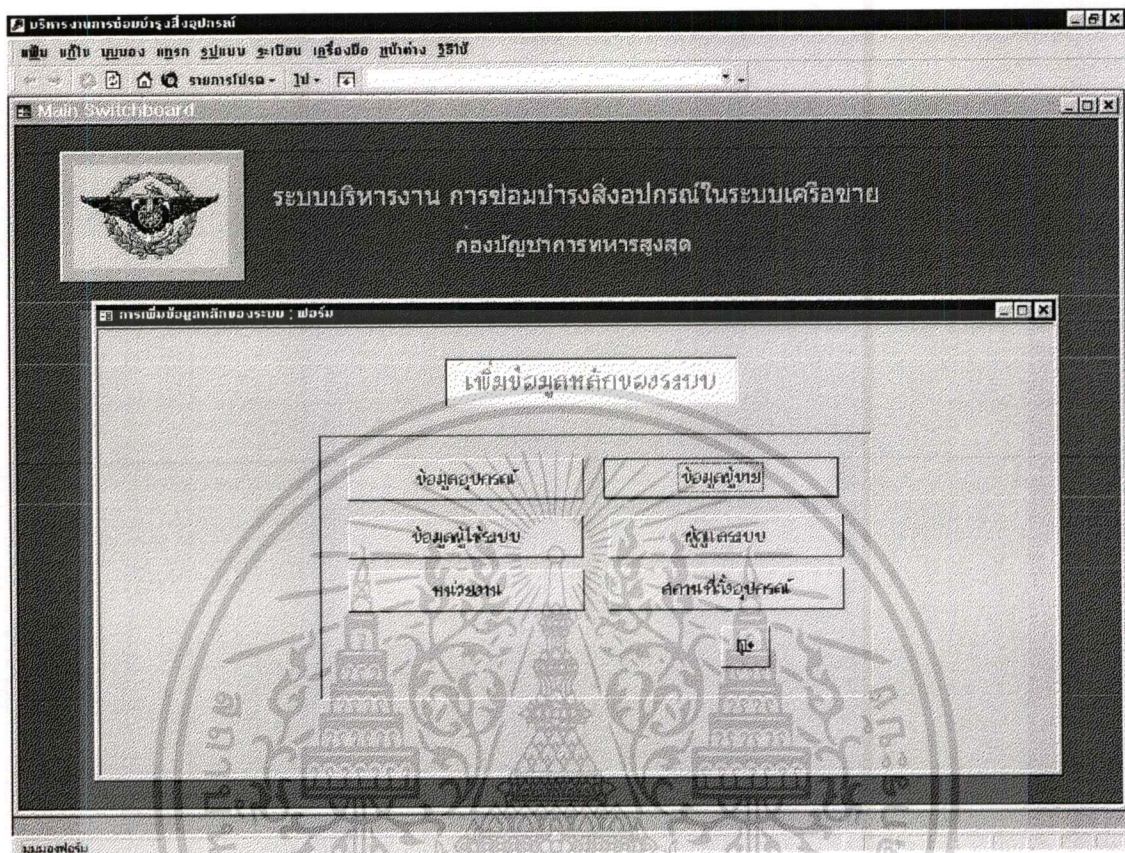 บริหารงานการซ่อมบำรุงสิ่งอุปกรณ์
แฟ้ม แก้ไข มุมมอง แทรก รูปแบบ ระเบียน เครื่องมือ หน้าต่าง วิธีใช้
รายการโปรด ไป
Main Switchboard
ระบบบริหารงาน การซ่อมบำรุงสิ่งอุปกรณ์ในระบบเครือข่าย
กองบัญชาการทหารสูงสุด
การเพิ่มข้อมูลหลักของระบบ : ฟอร์ม
เพิ่มข้อมูลหลักของระบบ
ข้อมูลอุปกรณ์ ข้อมูลผู้ขาย
ข้อมูลผู้ใช้ระบบ ผู้ดูแลระบบ
หน่วยงาน สถานที่ตั้งอุปกรณ์
มุมมองฟอร์ม